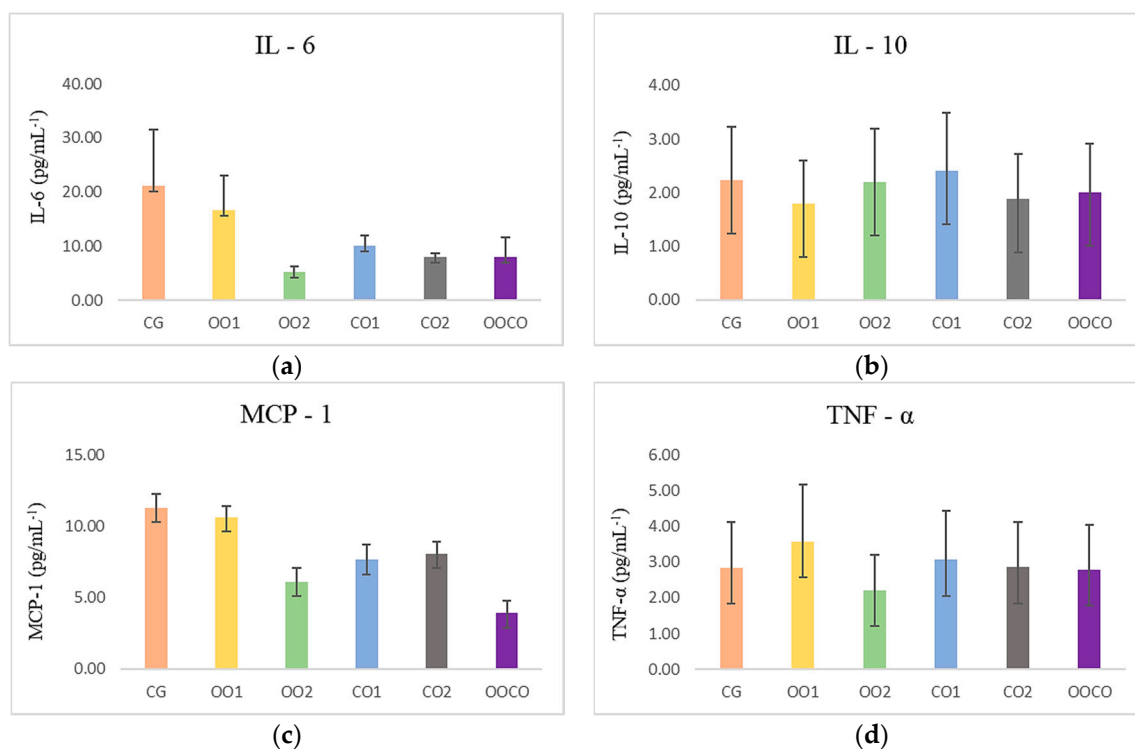 IL - 6
IL-6 (pg/mL⁻¹)
40.00
30.00
20.00
10.00
0.00
CG OO1 OO2 CO1 CO2 OOCO
(a)
IL - 10
IL-10 (pg/mL⁻¹)
4.00
3.00
2.00
1.00
0.00
CG OO1 OO2 CO1 CO2 OOCO
(b)
MCP - 1
MCP-1 (pg/mL⁻¹)
15.00
10.00
5.00
0.00
CG OO1 OO2 CO1 CO2 OOCO
(c)
TNF - α
TNF-α (pg/mL⁻¹)
6.00
5.00
4.00
3.00
2.00
1.00
0.00
CG OO1 OO2 CO1 CO2 OOCO
(d)